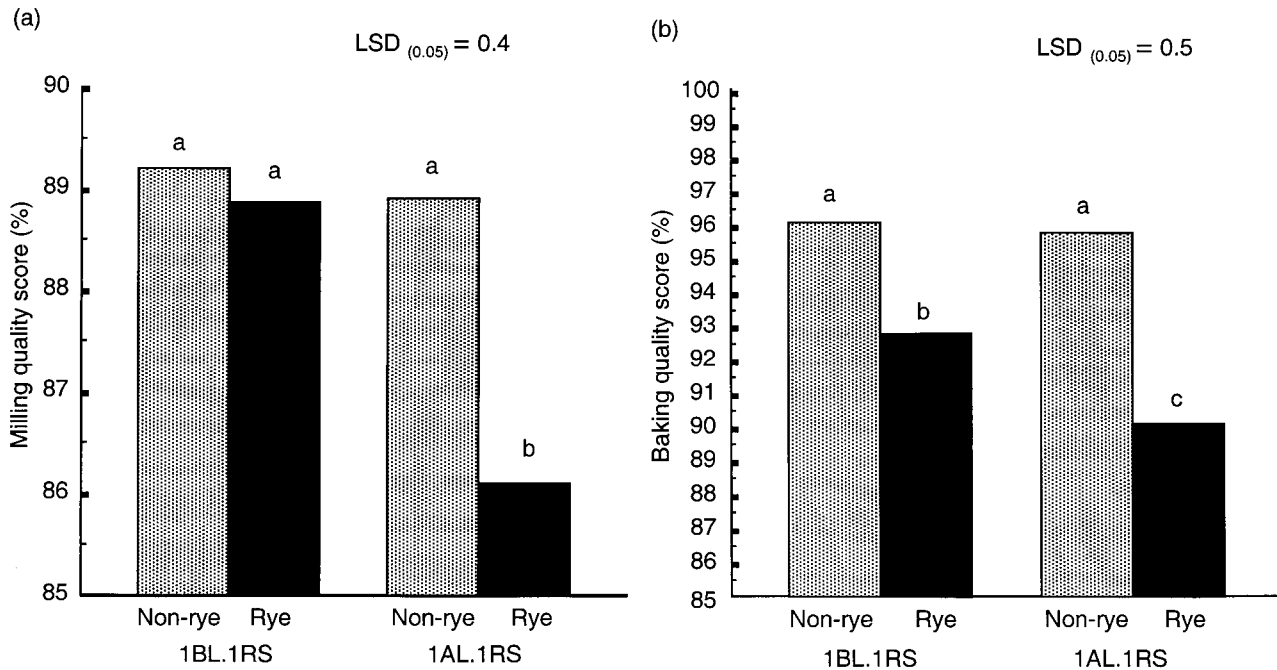 (a)
LSD (0.05) = 0.4
90
89
88
87
86
85
Milling quality score (%)
a
a
a
b
Non-rye Rye Non-rye Rye
1BL.1RS 1AL.1RS
(b)
LSD (0.05) = 0.5
100
99
98
97
96
95
94
93
92
91
90
89
88
87
86
85
Baking quality score (%)
a
b
a
c
Non-rye Rye Non-rye Rye
1BL.1RS 1AL.1RS